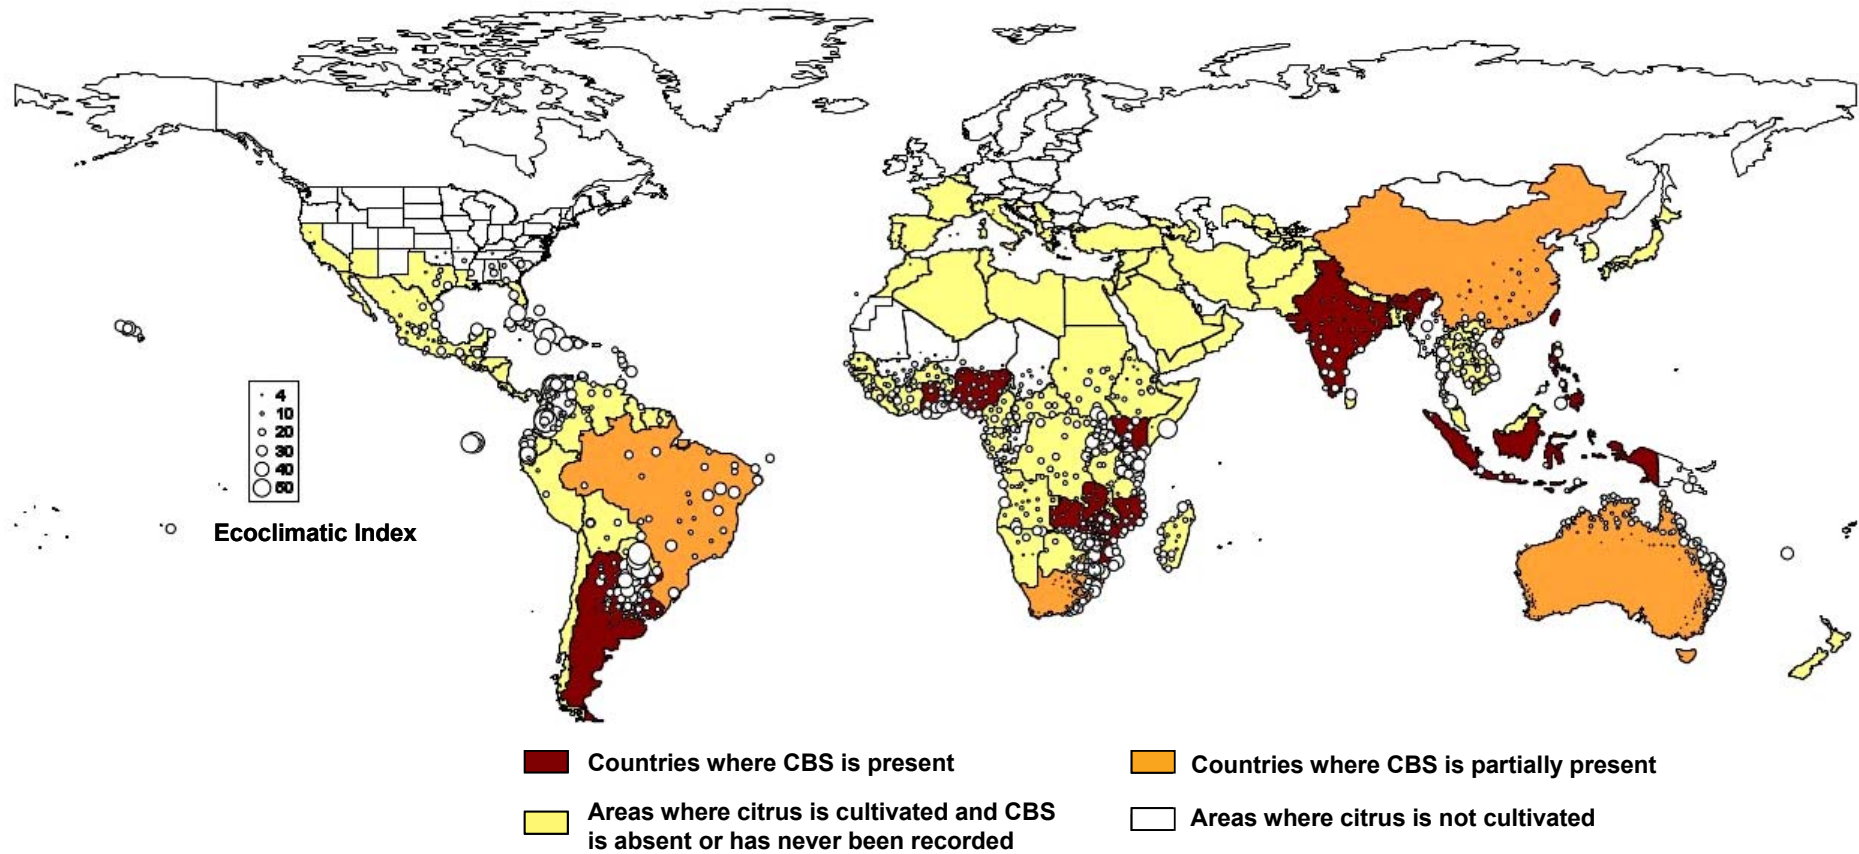 4
10
20
30
40
50
Ecoclimatic Index
Countries where CBS is present
Countries where CBS is partially present
Areas where citrus is cultivated and CBS
is absent or has never been recorded
Areas where citrus is not cultivated